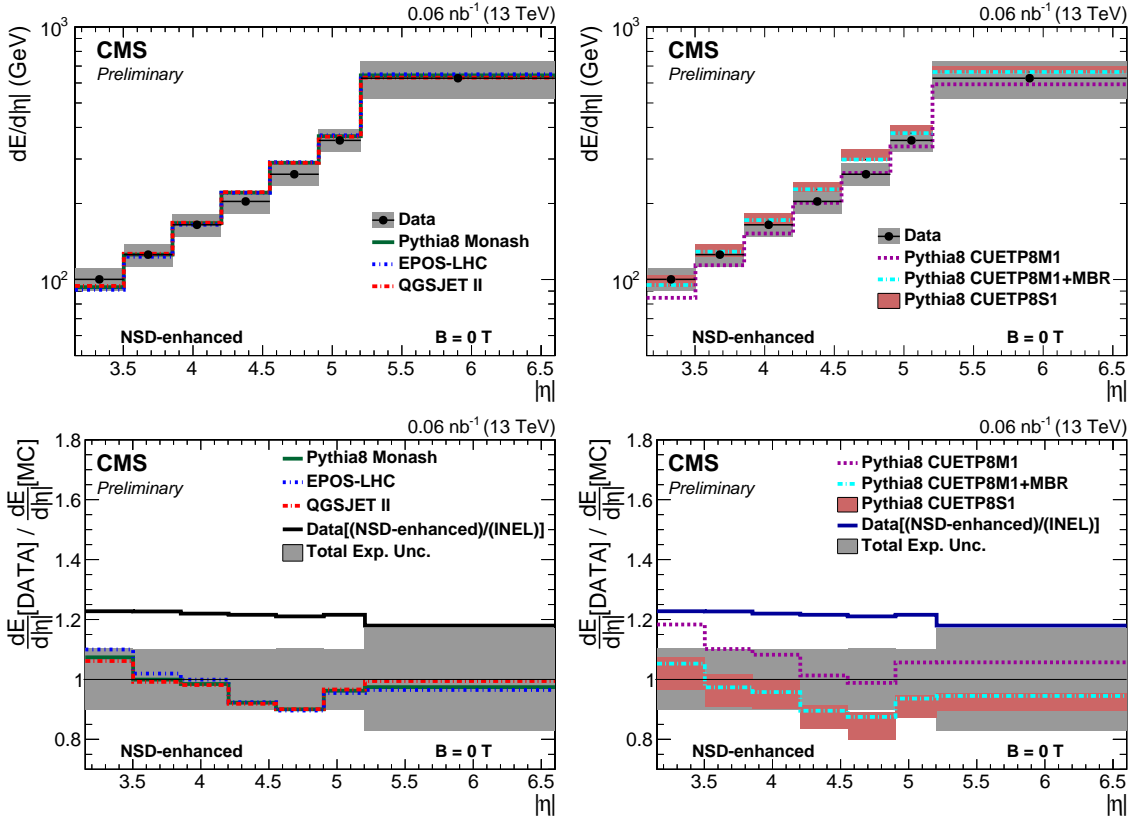 0.06 nb⁻¹ (13 TeV)
CMS
Preliminary
dE/d|η| (GeV)
10³
10²
Data
Pythia8 Monash
EPOS-LHC
QGSJET II
NSD-enhanced
B = 0 T
3.5 4 4.5 5 5.5 6 6.5
|η|
0.06 nb⁻¹ (13 TeV)
CMS
Preliminary
dE/d|η| (GeV)
10³
10²
Data
Pythia8 CUETP8M1
Pythia8 CUETP8M1+MBR
Pythia8 CUETP8S1
NSD-enhanced
B = 0 T
3.5 4 4.5 5 5.5 6 6.5
|η|
0.06 nb⁻¹ (13 TeV)
CMS
Preliminary
dE/d|η| [DATA] / dE/d|η| [MC]
1.8
1.6
1.4
1.2
1
0.8
Pythia8 Monash
EPOS-LHC
QGSJET II
Data[(NSD-enhanced)/(INEL)]
Total Exp. Unc.
NSD-enhanced
B = 0 T
3.5 4 4.5 5 5.5 6 6.5
|η|
0.06 nb⁻¹ (13 TeV)
CMS
Preliminary
dE/d|η| [DATA] / dE/d|η| [MC]
1.8
1.6
1.4
1.2
1
0.8
Pythia8 CUETP8M1
Pythia8 CUETP8M1+MBR
Pythia8 CUETP8S1
Data[(NSD-enhanced)/(INEL)]
Total Exp. Unc.
NSD-enhanced
B = 0 T
3.5 4 4.5 5 5.5 6 6.5
|η|